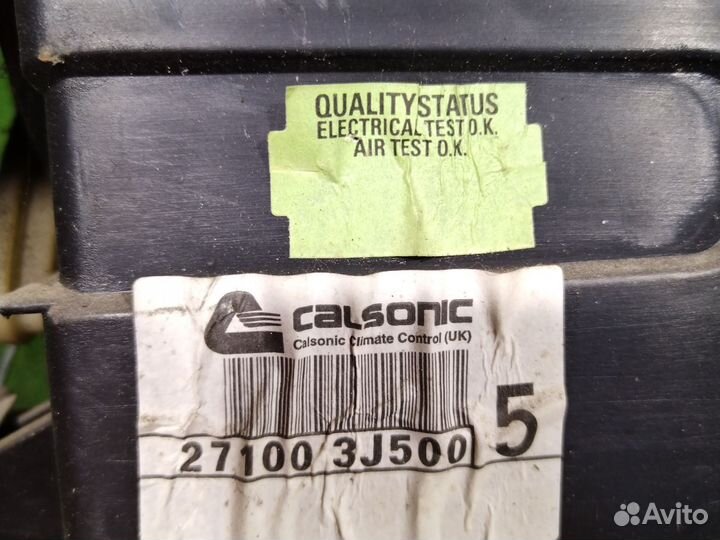 QUALITYSTATUS
ELECTRICAL TEST O.K.
AIR TEST O.K.
CALSONIC
Calsonic Climate Control (UK)
27100 3J500 5
Avito